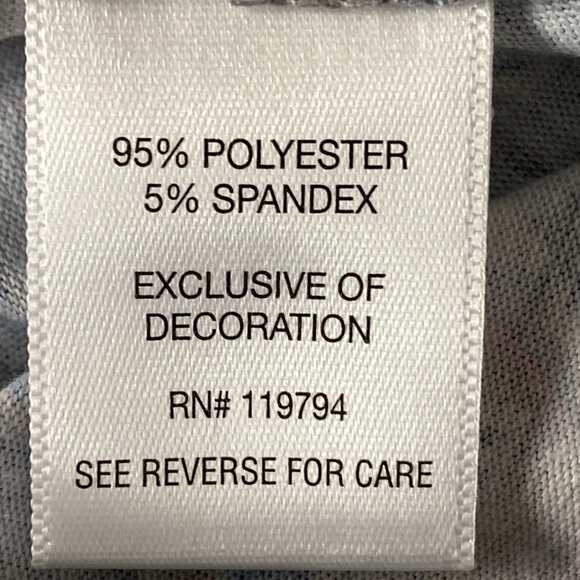 95% POLYESTER
5% SPANDEX
EXCLUSIVE OF
DECORATION
RN# 119794
SEE REVERSE FOR CARE